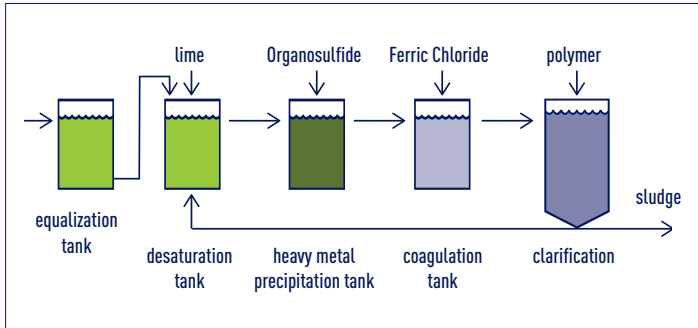 lime
Organosulfide
Ferric Chloride
polymer
sludge
equalization
tank
desaturation
tank
heavy metal
precipitation tank
coagulation
tank
clarification